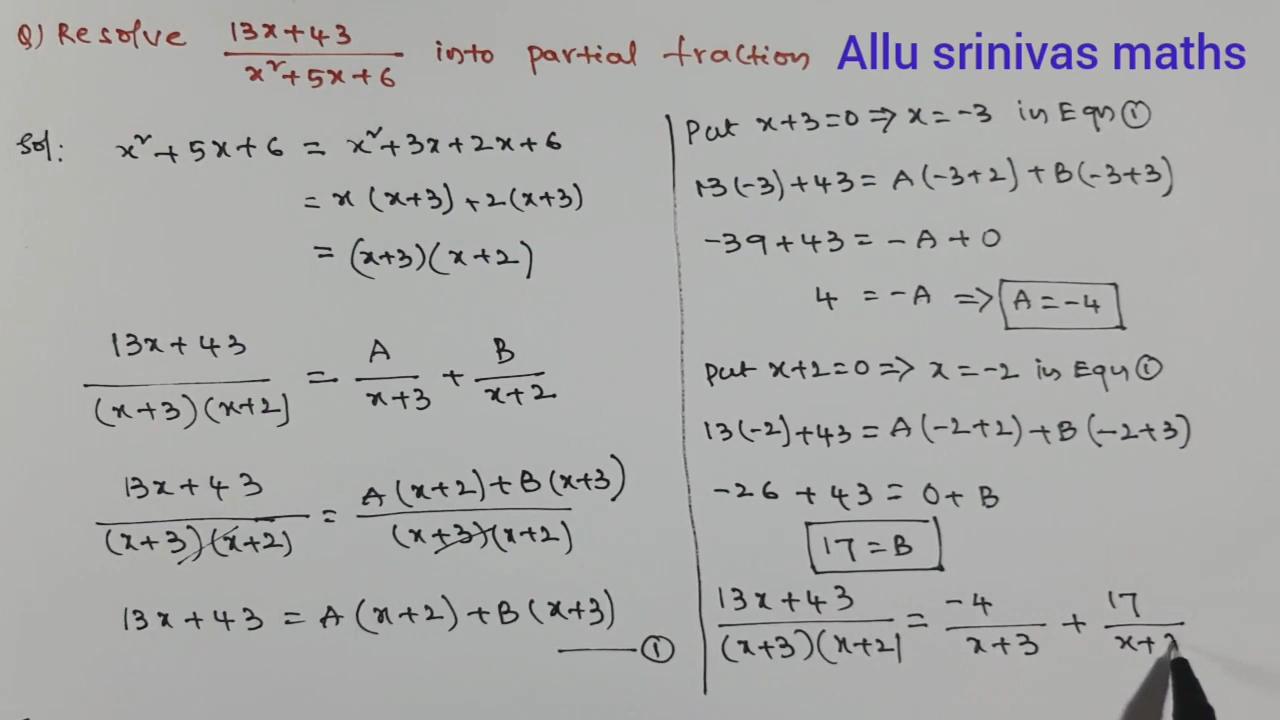 Q) Resolve 13x+43 / x²+5x+6 into partial fraction Allu srinivas maths
Sol: x²+5x+6 = x²+3x+2x+6
= x(x+3)+2(x+3)
= (x+3)(x+2)
13x+43 / (x+3)(x+2) = A / x+3 + B / x+2
13x+43 / (x+3)(x+2) = A(x+2)+B(x+3) / (x+3)(x+2)
13x+43 = A(x+2)+B(x+3) —— ①
Put x+3=0 ⇒ x=-3 in Eqn ①
13(-3)+43 = A(-3+2)+B(-3+3)
-39+43 = -A+0
4 = -A ⇒ A=-4
put x+2=0 ⇒ x=-2 in Eqn ①
13(-2)+43 = A(-2+2)+B(-2+3)
-26+43 = 0+B
17=B
13x+43 / (x+3)(x+2) = -4 / x+3 + 17 / x+